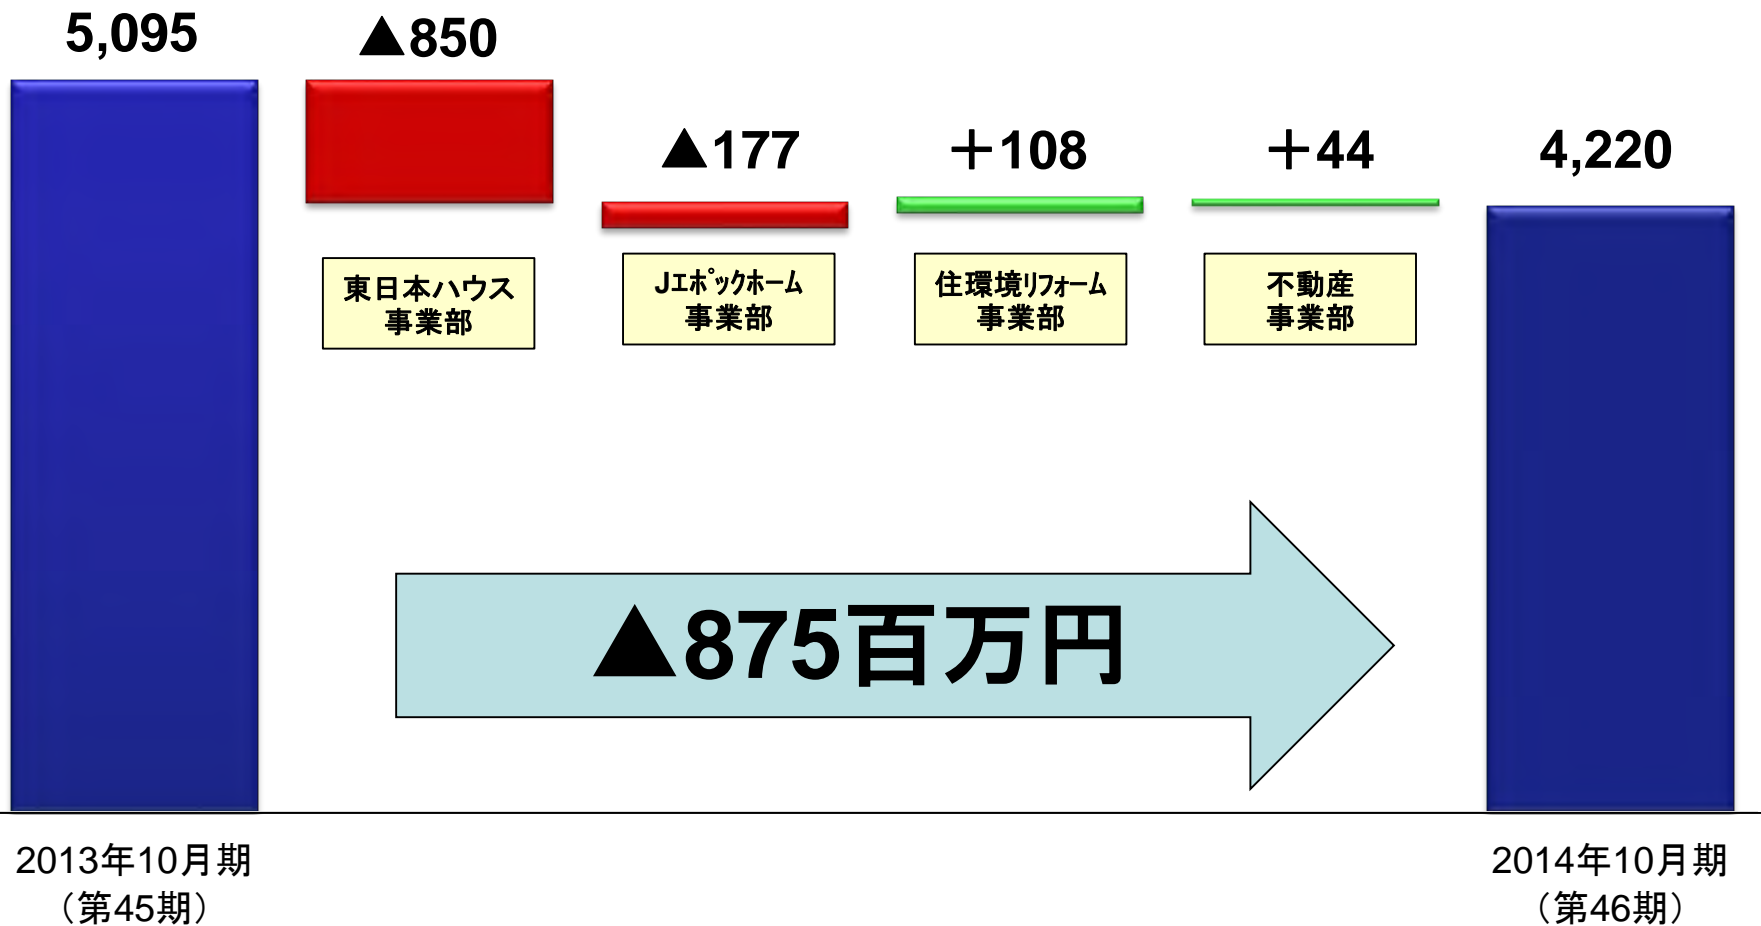 5,095
▲850
▲177
＋108
＋44
4,220
東日本ハウス
事業部
Jｴﾎﾟｯｸﾎｰﾑ
事業部
住環境ﾘﾌｫｰﾑ
事業部
不動産
事業部
▲875百万円
2013年10月期
（第45期）
2014年10月期
（第46期）